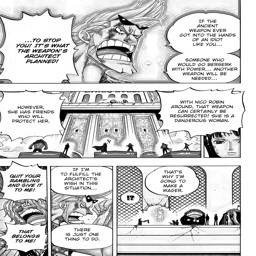 IF THE
ANCIENT
WEAPON EVER
GOT INTO THE HANDS
OF AN IDIOT
LIKE YOU...
SOMEONE WHO
WOULD GO BERSERK
WITH POWER... ANOTHER
WEAPON WILL BE
NEEDED...
...TO STOP
YOU! IT'S WHAT
THE WEAPON'S
ARCHITECT
PLANNED!
WITH NICO ROBIN
AROUND, THAT WEAPON
CAN CERTAINLY BE
RESURRECTED! SHE IS A
DANGEROUS WOMAN.
HOWEVER,
SHE HAS FRIENDS
WHO WILL
PROTECT HER.
THAT'S
WHY I'M
GOING TO
MAKE A
WAGER.
!?
IF I'M
TO FULFILL THE
ARCHITECT'S
WISH IN THIS
SITUATION...
THERE
IS JUST ONE
THING TO DO.
QUIT YOUR
RAMBLING
AND GIVE IT
TO ME!
THAT
BELONGS
TO ME!